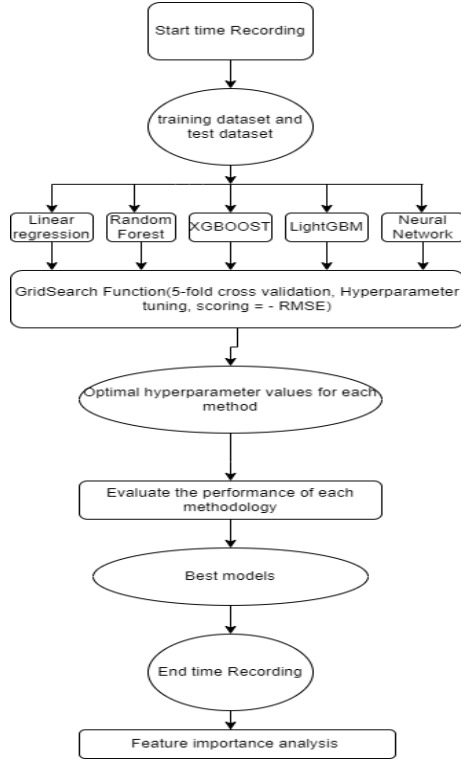 Start time Recording
training dataset and
test dataset
Linear
regression
Random
Forest
XGBOOST
LightGBM
Neural
Network
GridSearch Function(5-fold cross validation, Hyperparameter
tuning, scoring = - RMSE)
Optimal hyperparameter values for each
method
Evaluate the performance of each
methodology
Best models
End time Recording
Feature importance analysis